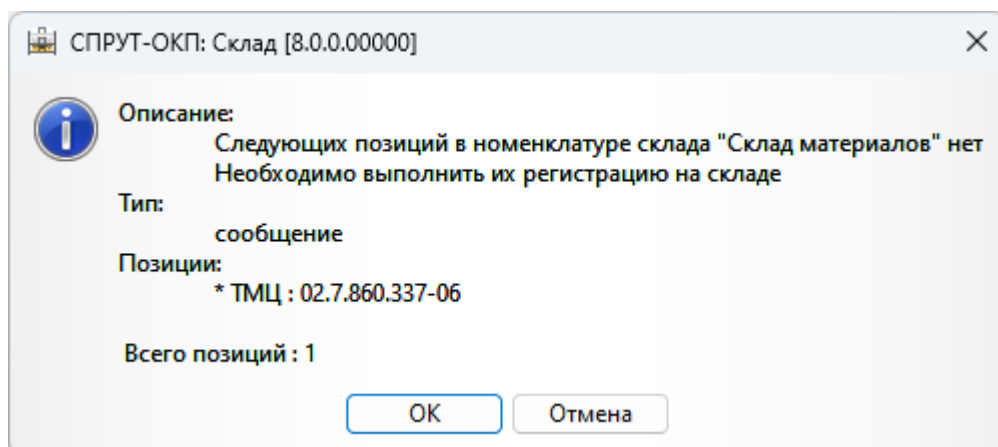 СПРУТ-ОКП: Склад [8.0.0.00000]
Описание:
Следующих позиций в номенклатуре склада "Склад материалов" нет
Необходимо выполнить их регистрацию на складе
Тип:
сообщение
Позиции:
* ТМЦ : 02.7.860.337-06
Всего позиций : 1
ОК
Отмена